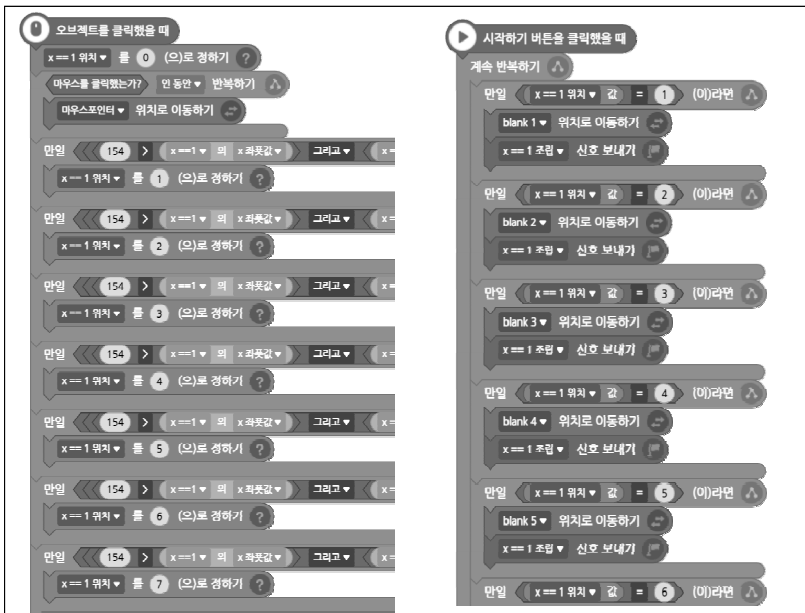 오브젝트를 클릭했을 때
x == 1 위치 ▼ 를 0 (으)로 정하기 ?
마우스를 클릭했는가? 인 동안 ▼ 반복하기
마우스포인터 ▼ 위치로 이동하기
만일 154 > x ==1 ▼ 의 x 좌푯값 ▼ 그리고 ▼ x =
x == 1 위치 ▼ 를 1 (으)로 정하기 ?
만일 154 > x ==1 ▼ 의 x 좌푯값 ▼ 그리고 ▼ x =
x == 1 위치 ▼ 를 2 (으)로 정하기 ?
만일 154 > x ==1 ▼ 의 x 좌푯값 ▼ 그리고 ▼ x =
x == 1 위치 ▼ 를 3 (으)로 정하기 ?
만일 154 > x ==1 ▼ 의 x 좌푯값 ▼ 그리고 ▼ x =
x == 1 위치 ▼ 를 4 (으)로 정하기 ?
만일 154 > x ==1 ▼ 의 x 좌푯값 ▼ 그리고 ▼ x =
x == 1 위치 ▼ 를 5 (으)로 정하기 ?
만일 154 > x ==1 ▼ 의 x 좌푯값 ▼ 그리고 ▼ x =
x == 1 위치 ▼ 를 6 (으)로 정하기 ?
만일 154 > x ==1 ▼ 의 x 좌푯값 ▼ 그리고 ▼ x =
x == 1 위치 ▼ 를 7 (으)로 정하기 ?
시작하기 버튼을 클릭했을 때
계속 반복하기
만일 x == 1 위치 ▼ 값 = 1 (이)라면
blank 1 ▼ 위치로 이동하기
x == 1 조립 ▼ 신호 보내기
만일 x == 1 위치 ▼ 값 = 2 (이)라면
blank 2 ▼ 위치로 이동하기
x == 1 조립 ▼ 신호 보내기
만일 x == 1 위치 ▼ 값 = 3 (이)라면
blank 3 ▼ 위치로 이동하기
x == 1 조립 ▼ 신호 보내기
만일 x == 1 위치 ▼ 값 = 4 (이)라면
blank 4 ▼ 위치로 이동하기
x == 1 조립 ▼ 신호 보내기
만일 x == 1 위치 ▼ 값 = 5 (이)라면
blank 5 ▼ 위치로 이동하기
x == 1 조립 ▼ 신호 보내기
만일 x == 1 위치 ▼ 값 = 6 (이)라면